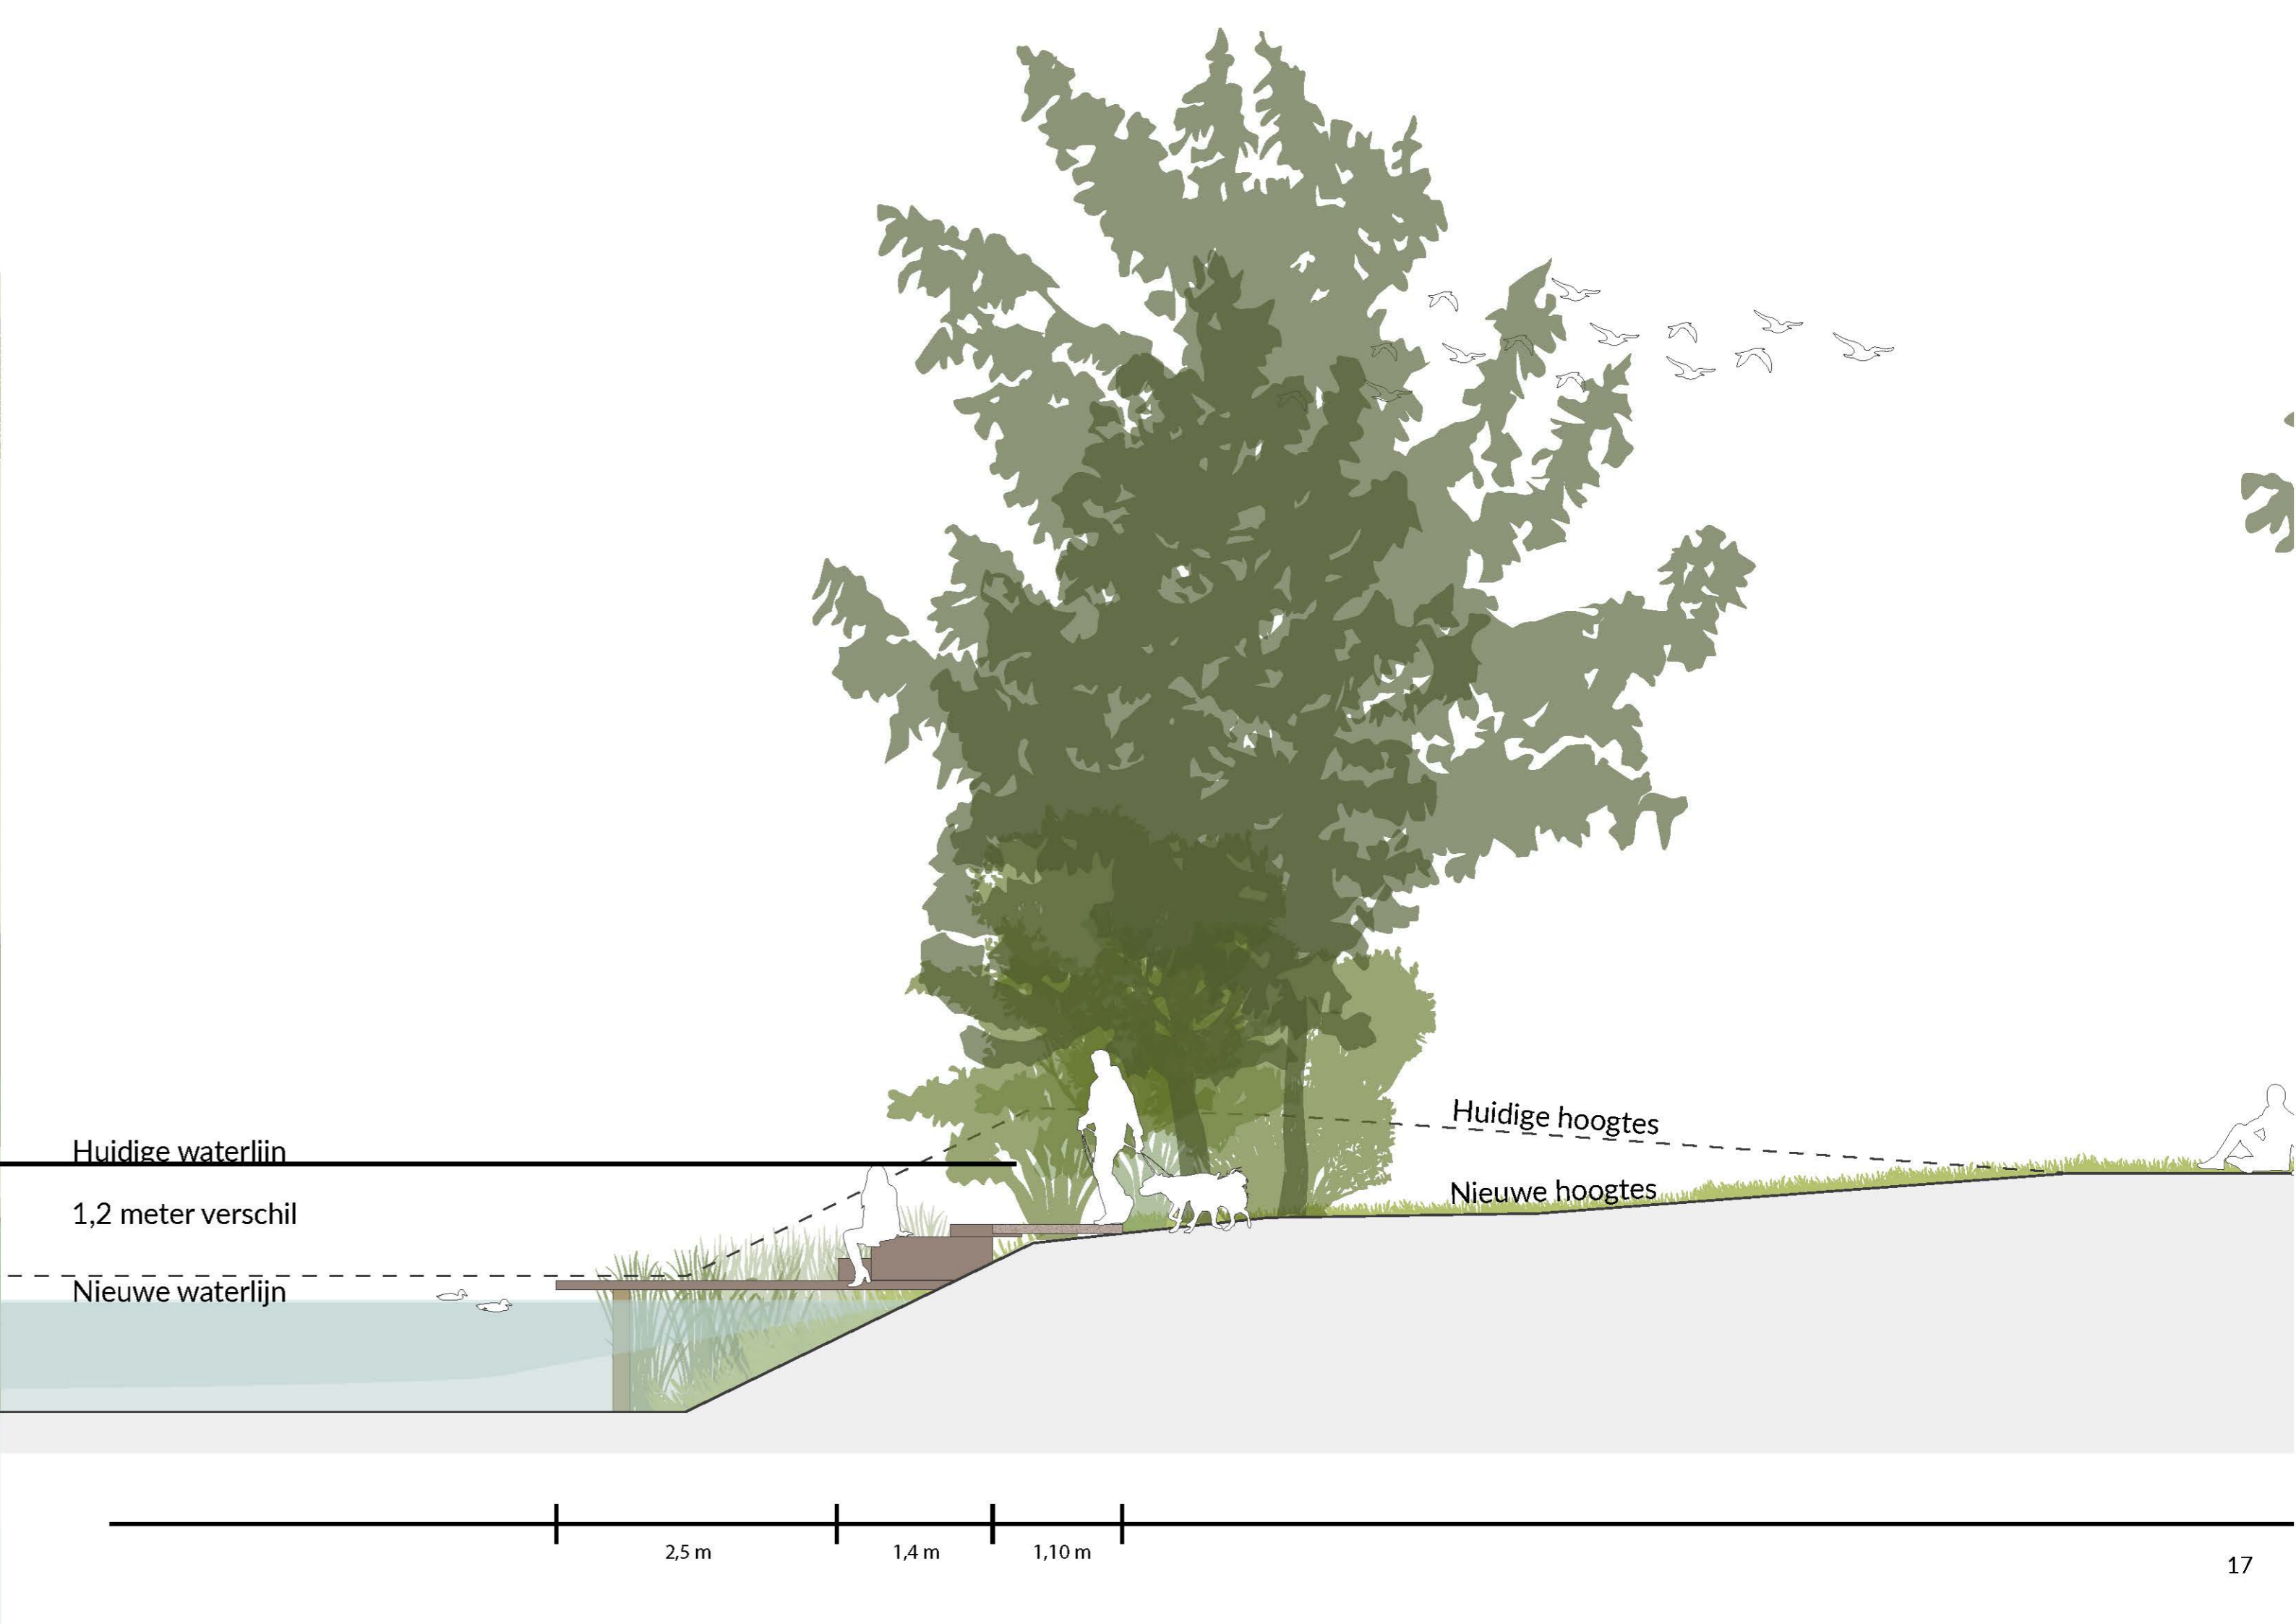 Huidige hoogtes
Huidige waterlijn
Nieuwe hoogtes
1,2 meter verschil
Nieuwe waterlijn
2,5 m
1,4 m
1,10 m
17